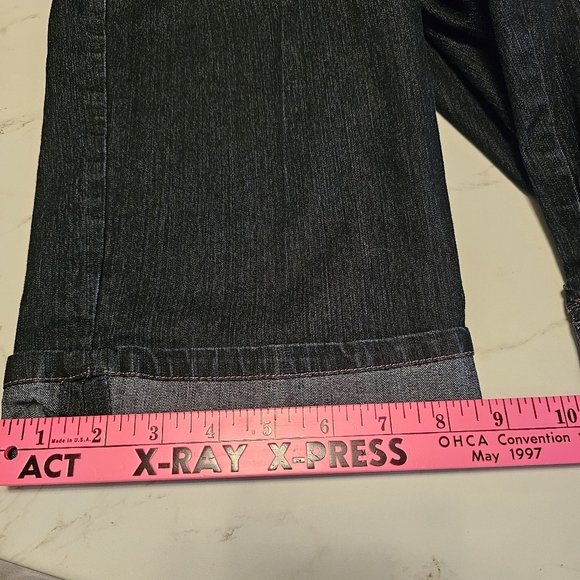 1 2 3 4 5 6 7 8 9 10
Made in U.S.A.
ACT X-RAY X-PRESS OHCA Convention
May 1997